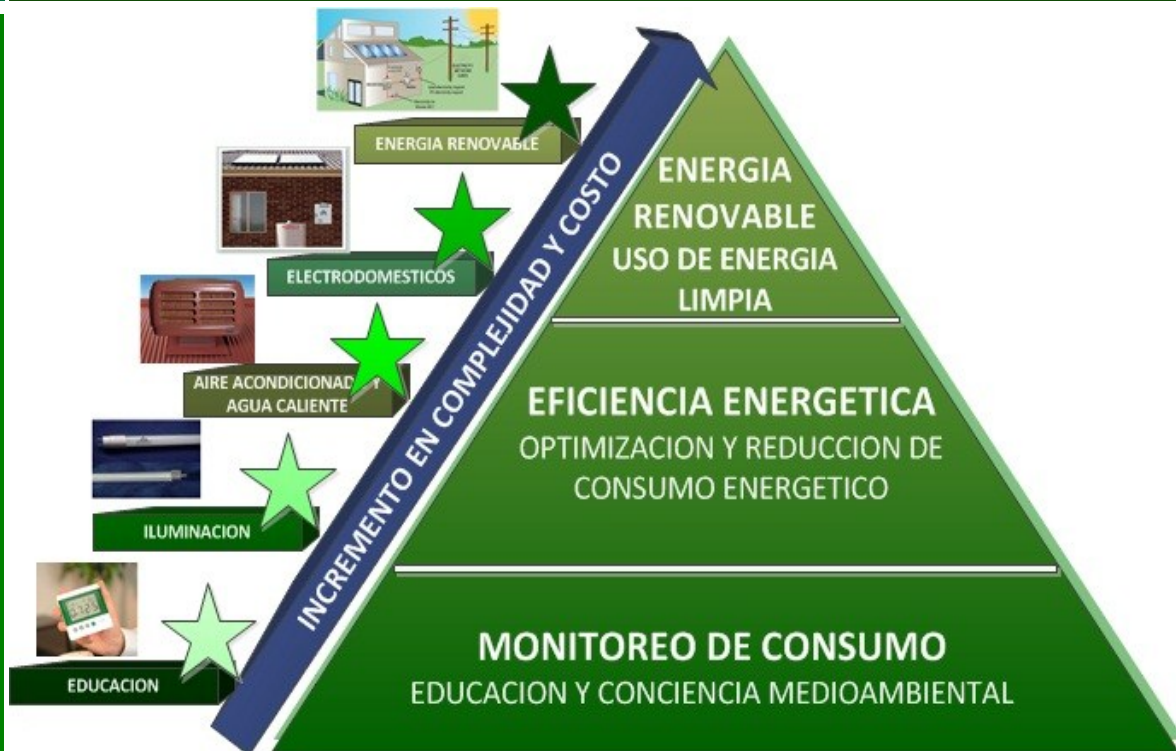 ENERGIA RENOVABLE
ELECTRODOMESTICOS
AIRE ACONDICIONADO Y
AGUA CALIENTE
ILUMINACION
EDUCACION
INCREMENTO EN COMPLEJIDAD Y COSTO
ENERGIA
RENOVABLE
USO DE ENERGIA
LIMPIA
EFICIENCIA ENERGETICA
OPTIMIZACION Y REDUCCION DE
CONSUMO ENERGETICO
MONITOREO DE CONSUMO
EDUCACION Y CONCIENCIA MEDIOAMBIENTAL